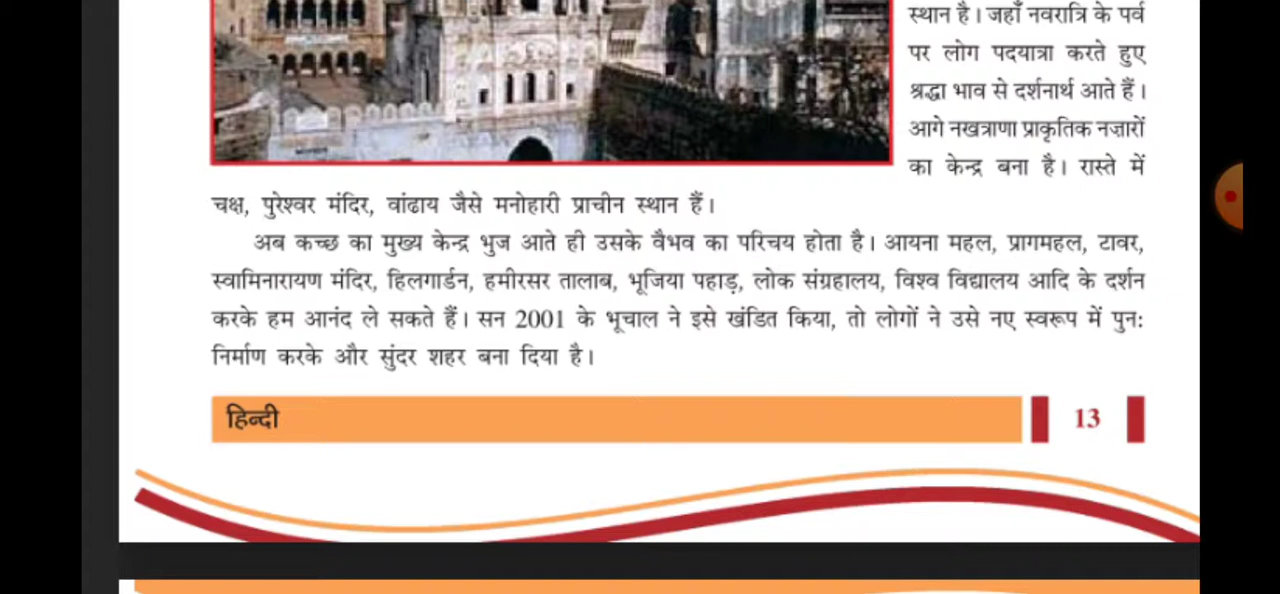 स्थान है। जहाँ नवरात्रि के पर्व
पर लोग पदयात्रा करते हुए
श्रद्धा भाव से दर्शनार्थ आते हैं।
आगे नखत्राणा प्राकृतिक नज़ारों
का केन्द्र बना है। रास्ते में
चक्ष, पुरेश्वर मंदिर, वांढाय जैसे मनोहारी प्राचीन स्थान हैं।
अब कच्छ का मुख्य केन्द्र भुज आते ही उसके वैभव का परिचय होता है। आयना महल, प्रागमहल, टावर,
स्वामिनारायण मंदिर, हिलगार्डन, हमीरसर तालाब, भूजिया पहाड़, लोक संग्रहालय, विश्व विद्यालय आदि के दर्शन
करके हम आनंद ले सकते हैं। सन 2001 के भूचाल ने इसे खंडित किया, तो लोगों ने उसे नए स्वरूप में पुन:
निर्माण करके और सुंदर शहर बना दिया है।
हिन्दी 13